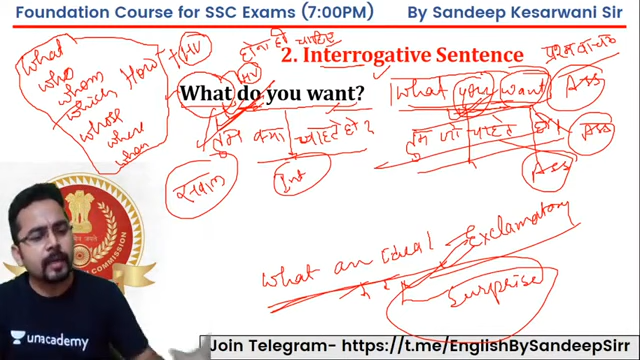 Foundation Course for SSC Exams (7:00PM) By Sandeep Kesarwani Sir
What
who
whom
which
whose
where
when
How + HV
होना ही चाहिए
HV
2. Interrogative Sentence
प्रश्नवाचक
What do you want?
What you want
Ass
तुम क्या चाहते हो?
तुम जो चाहते हो।
Ass
सवाल
Int
Ass
What an idea! - Exclamatory
Surprise
COMMISSION
unacademy
Join Telegram- https://t.me/EnglishBySandeepSirr